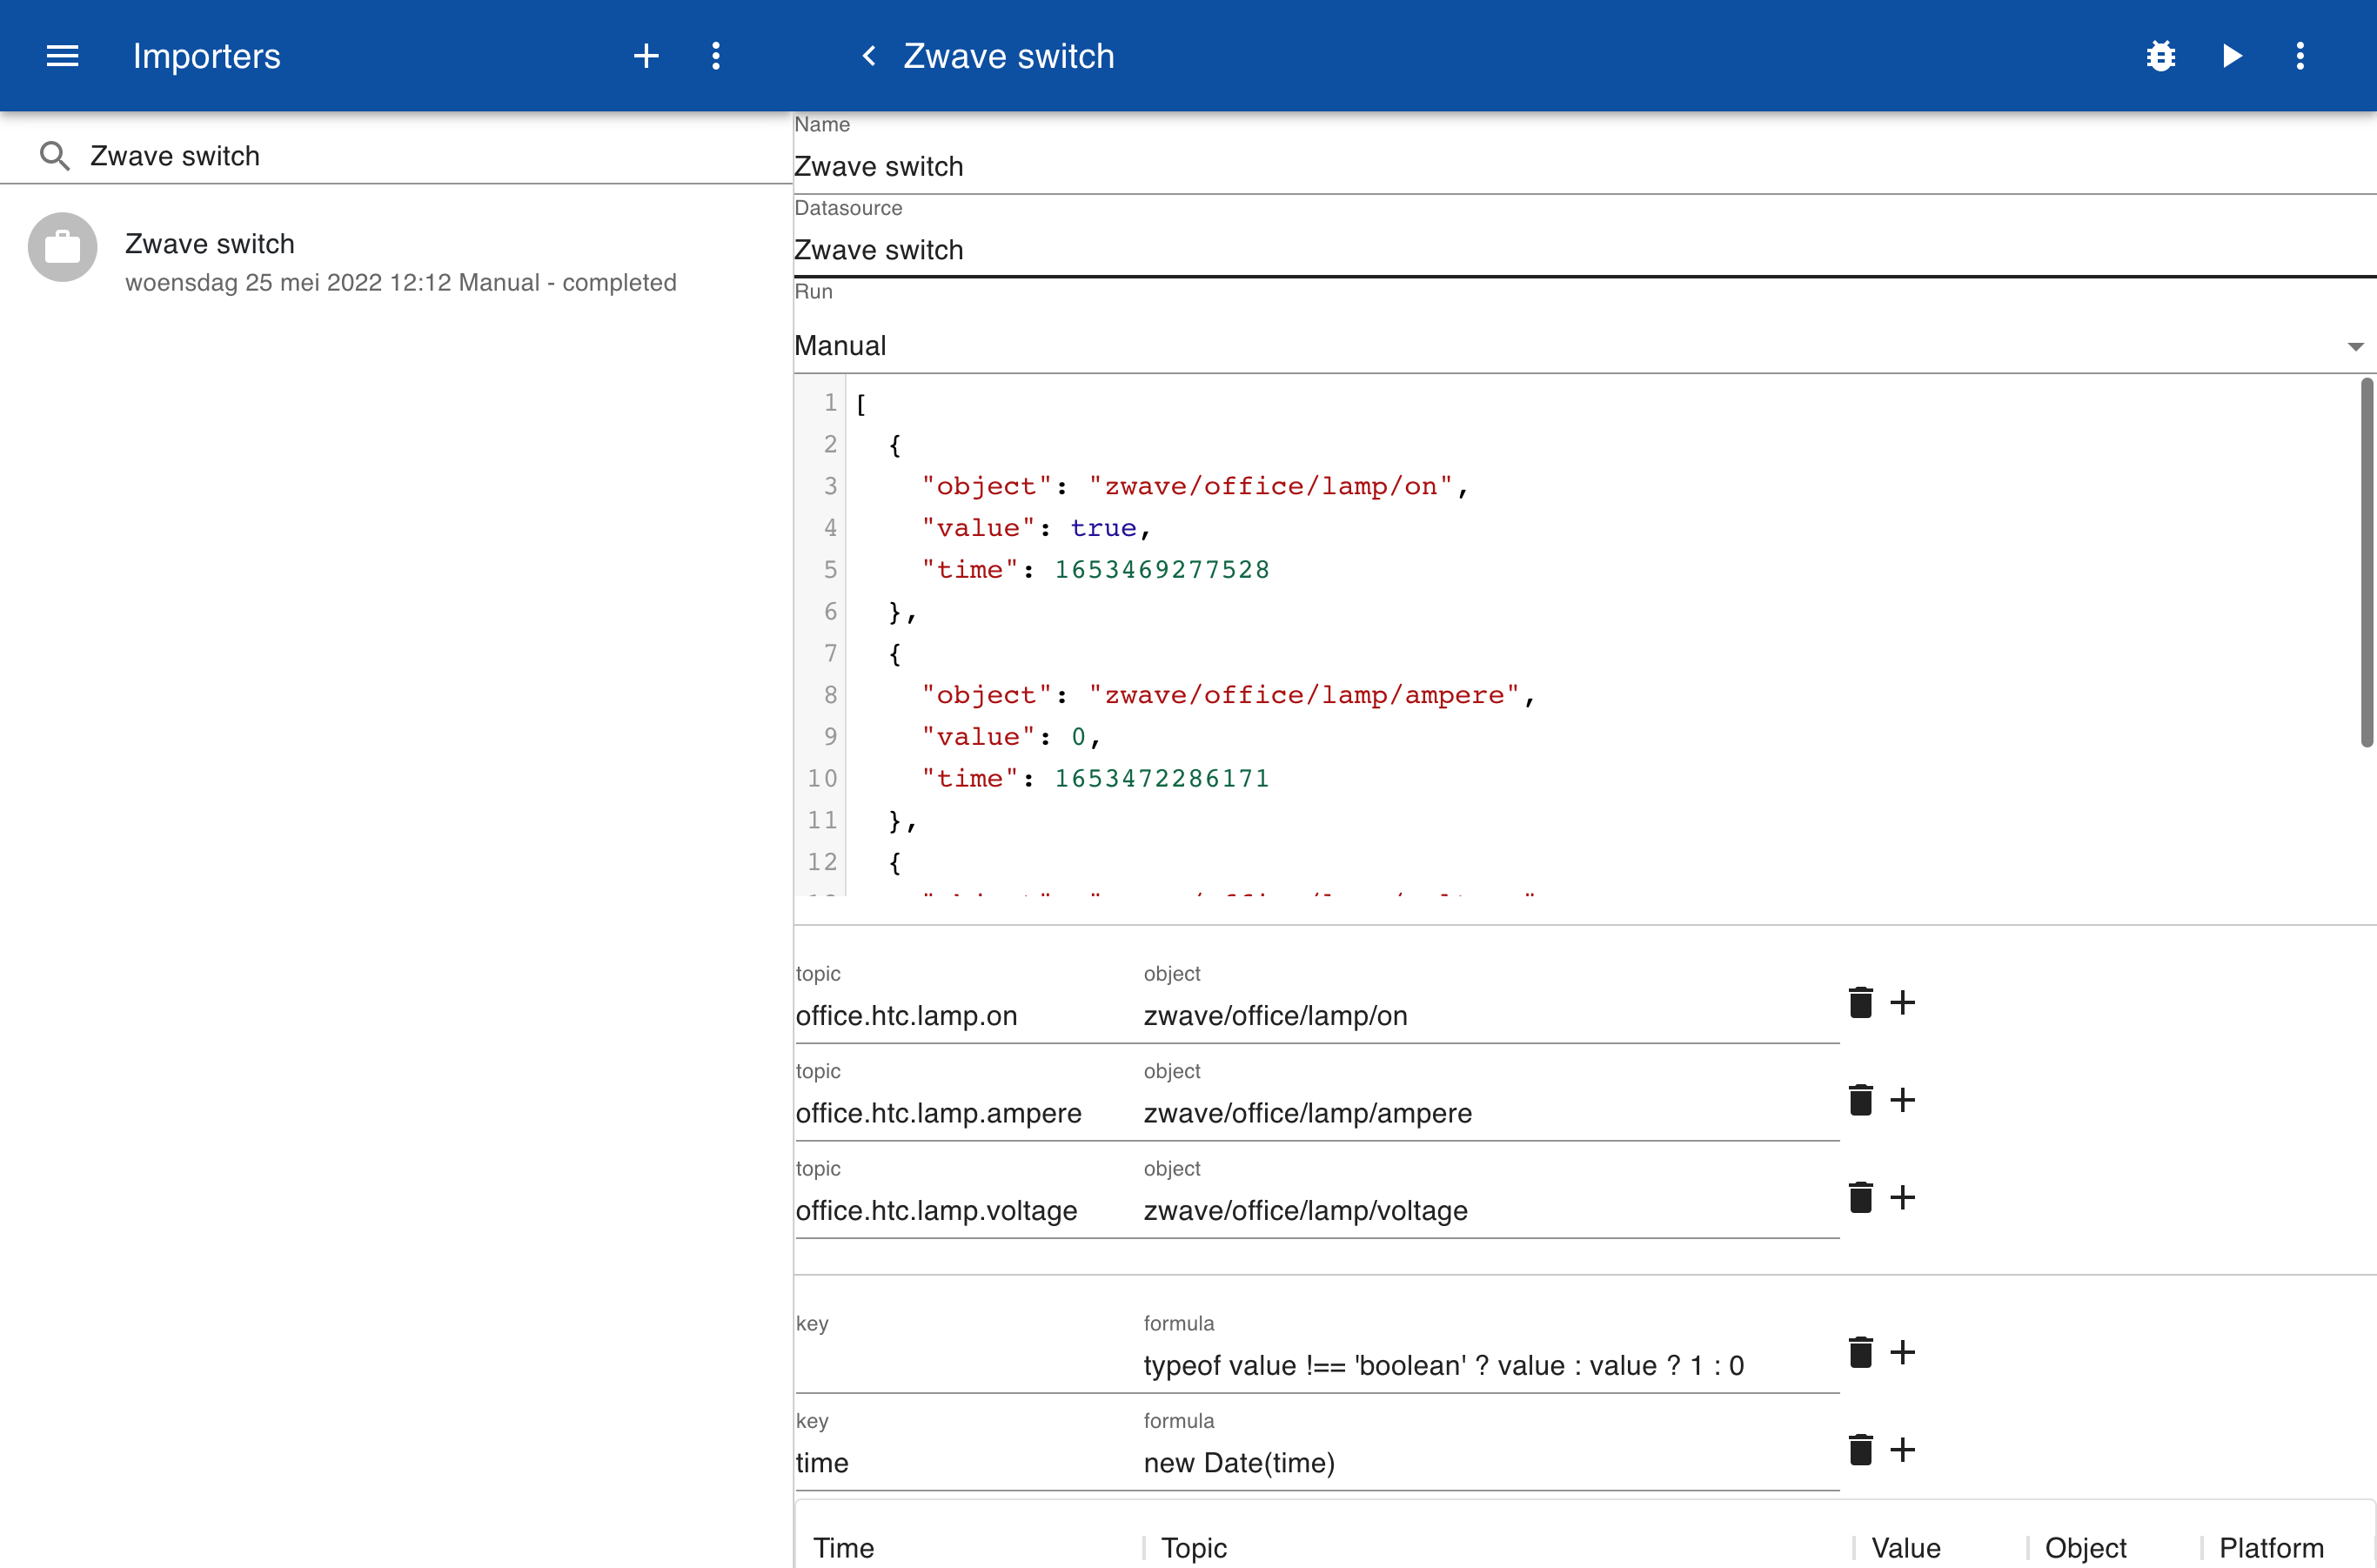 Importers
Zwave switch
Zwave switch
Zwave switch
woensdag 25 mei 2022 12:12 Manual - completed
Name
Zwave switch
Datasource
Zwave switch
Run
Manual
1 [
2 {
3 "object": "zwave/office/lamp/on",
4 "value": true,
5 "time": 1653469277528
6 },
7 {
8 "object": "zwave/office/lamp/ampere",
9 "value": 0,
10 "time": 1653472286171
11 },
12 {
topic object
office.htc.lamp.on zwave/office/lamp/on
topic object
office.htc.lamp.ampere zwave/office/lamp/ampere
topic object
office.htc.lamp.voltage zwave/office/lamp/voltage
key formula
typeof value !== 'boolean' ? value : value ? 1 : 0
key formula
time new Date(time)
Time Topic Value Object Platform